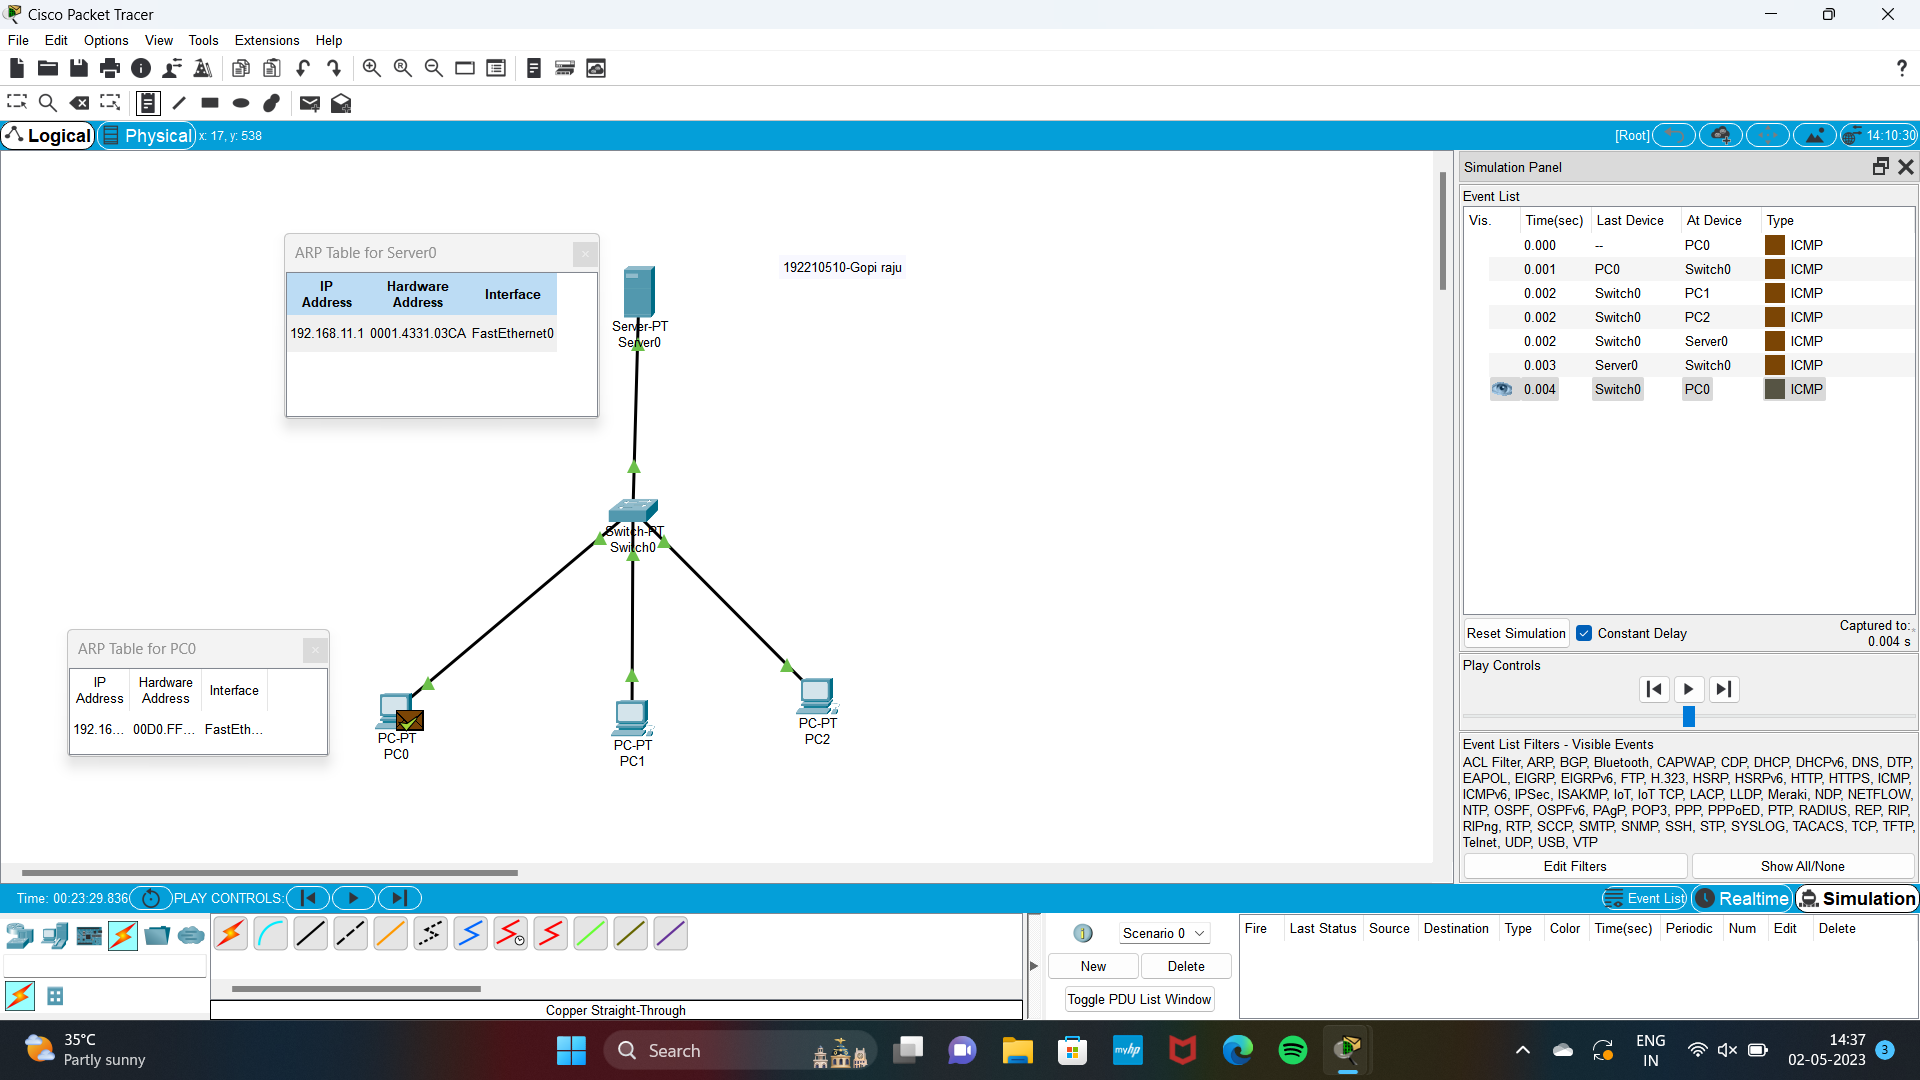 Cisco Packet Tracer
File Edit Options View Tools Extensions Help
?
Logical Physical x: 17, y: 538 [Root] 14:10:30
192210510-Gopi raju
ARP Table for Server0
IP Address Hardware Address Interface
192.168.11.1 0001.4331.03CA FastEthernet0
Server-PT
Server0
Switch-PT
Switch0
ARP Table for PC0
IP Address Hardware Address Interface
192.16... 00D0.FF... FastEth...
PC-PT
PC0
PC-PT
PC1
PC-PT
PC2
Simulation Panel
Event List
Vis. Time(sec) Last Device At Device Type
0.000 -- PC0 ICMP
0.001 PC0 Switch0 ICMP
0.002 Switch0 PC1 ICMP
0.002 Switch0 PC2 ICMP
0.002 Switch0 Server0 ICMP
0.003 Server0 Switch0 ICMP
0.004 Switch0 PC0 ICMP
Reset Simulation Constant Delay Captured to:
0.004 s
Play Controls
Event List Filters - Visible Events
ACL Filter, ARP, BGP, Bluetooth, CAPWAP, CDP, DHCP, DHCPv6, DNS, DTP,
EAPOL, EIGRP, EIGRPv6, FTP, H.323, HSRP, HSRPv6, HTTP, HTTPS, ICMP,
ICMPv6, IPSec, ISAKMP, IoT, IoT TCP, LACP, LLDP, Meraki, NDP, NETFLOW,
NTP, OSPF, OSPFv6, PAgP, POP3, PPP, PPPoED, PTP, RADIUS, REP, RIP,
RIPng, RTP, SCCP, SMTP, SNMP, SSH, STP, SYSLOG, TACACS, TCP, TFTP,
Telnet, UDP, USB, VTP
Edit Filters Show All/None
Time: 00:23:29.836 PLAY CONTROLS: Event List Realtime Simulation
Scenario 0
New Delete
Toggle PDU List Window
Fire Last Status Source Destination Type Color Time(sec) Periodic Num Edit Delete
Copper Straight-Through
35°C
Partly sunny
Search
myhp
ENG
IN
14:37
02-05-2023
3